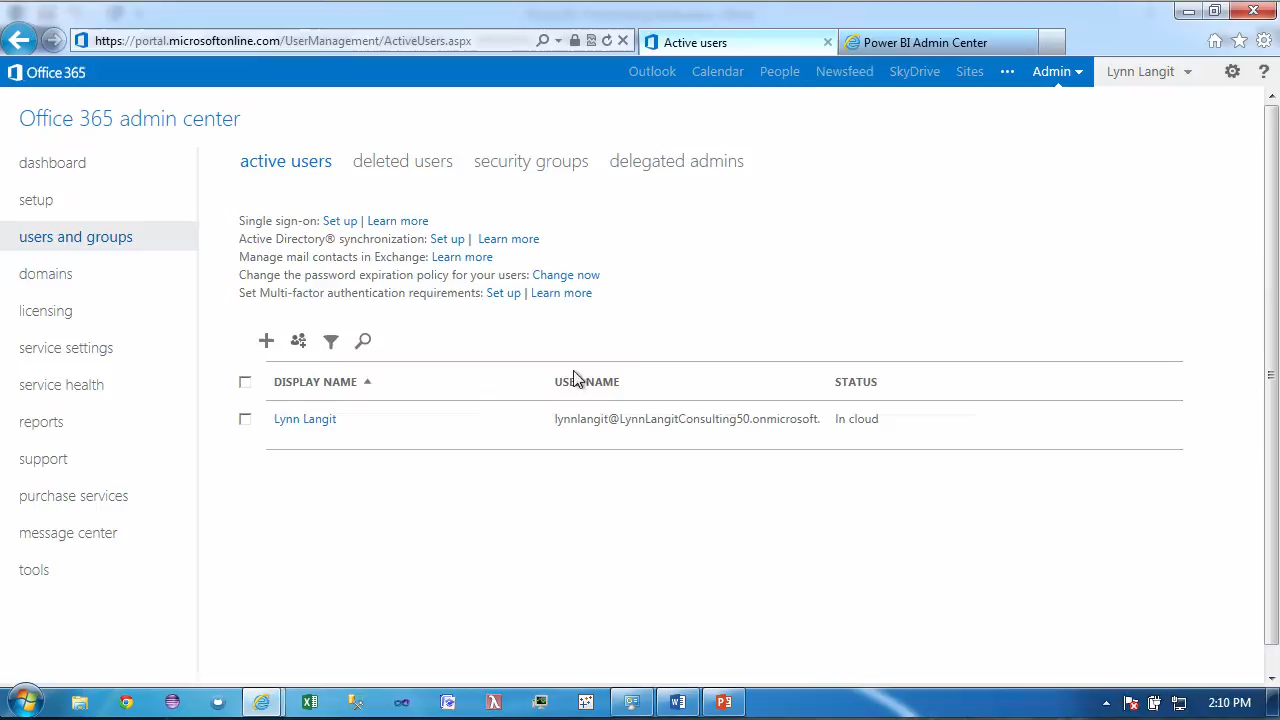 https://portal.microsoftonline.com/UserManagement/ActiveUsers.aspx
Active users
Power BI Admin Center
Office 365
Outlook
Calendar
People
Newsfeed
SkyDrive
Sites
Admin
Lynn Langit
?
Office 365 admin center
dashboard
setup
users and groups
domains
licensing
service settings
service health
reports
support
purchase services
message center
tools
active users
deleted users
security groups
delegated admins
Single sign-on: Set up | Learn more
Active Directory® synchronization: Set up | Learn more
Manage mail contacts in Exchange: Learn more
Change the password expiration policy for your users: Change now
Set Multi-factor authentication requirements: Set up | Learn more
DISPLAY NAME
USER NAME
STATUS
Lynn Langit
lynnlangit@LynnLangitConsulting50.onmicrosoft.
In cloud
2:10 PM